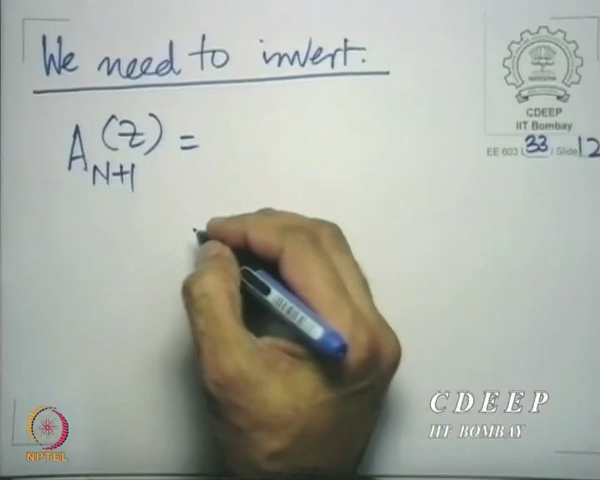 We need to invert.
A_{N+1}(z) =
CDEEP
IIT Bombay
EE 603 L 33 / Slide 12
CDEEP
IIT BOMBAY
NPTEL